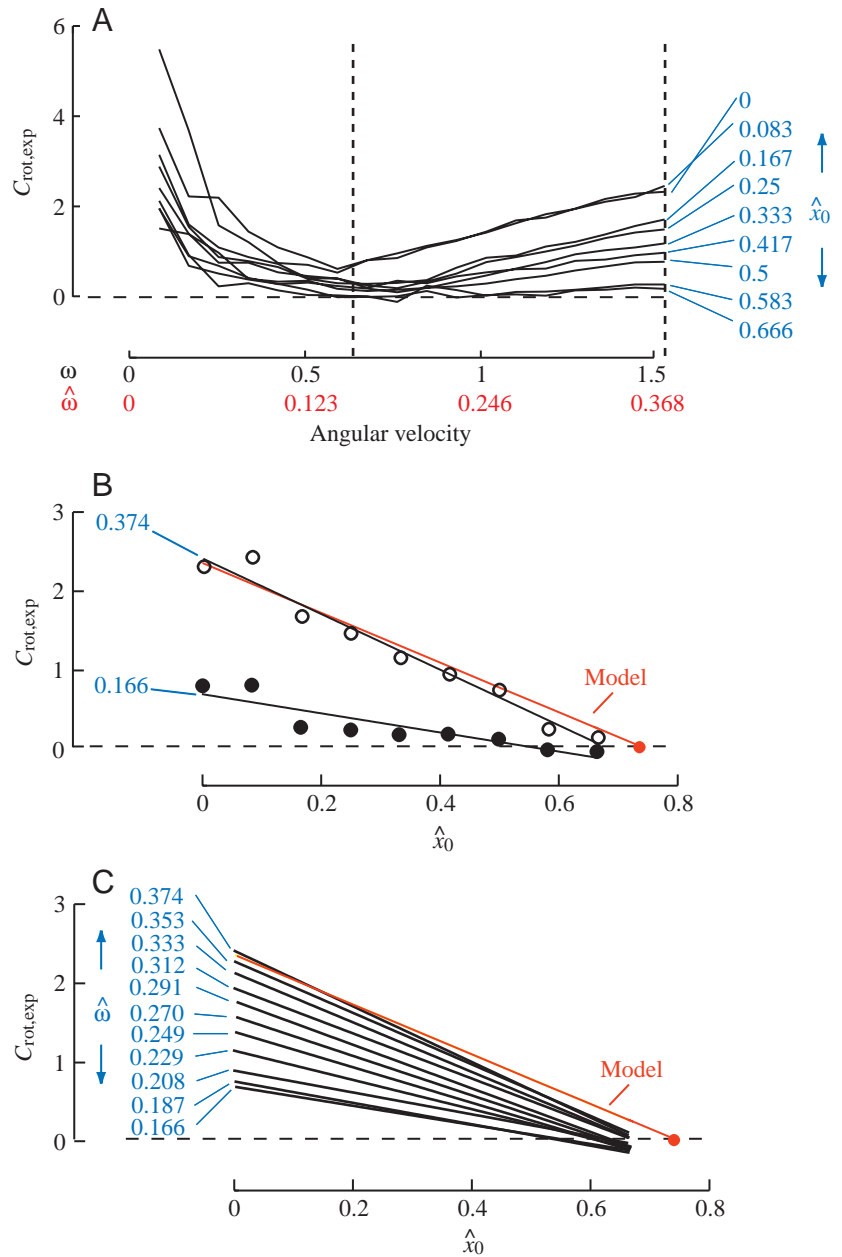 A
6
4
2
0
C rot,exp
0
0.083
0.167
0.25
0.333
0.417
0.5
0.583
0.666
x̂0
ω 0 0.5 1 1.5
ω̂ 0 0.123 0.246 0.368
Angular velocity
B
3
2
1
0
C rot,exp
0.374
0.166
Model
0 0.2 0.4 0.6 0.8
x̂0
C
3
2
1
0
C rot,exp
0.374
0.353
0.333
0.312
0.291
0.270
0.249
0.229
0.208
0.187
0.166
ω̂
Model
0 0.2 0.4 0.6 0.8
x̂0